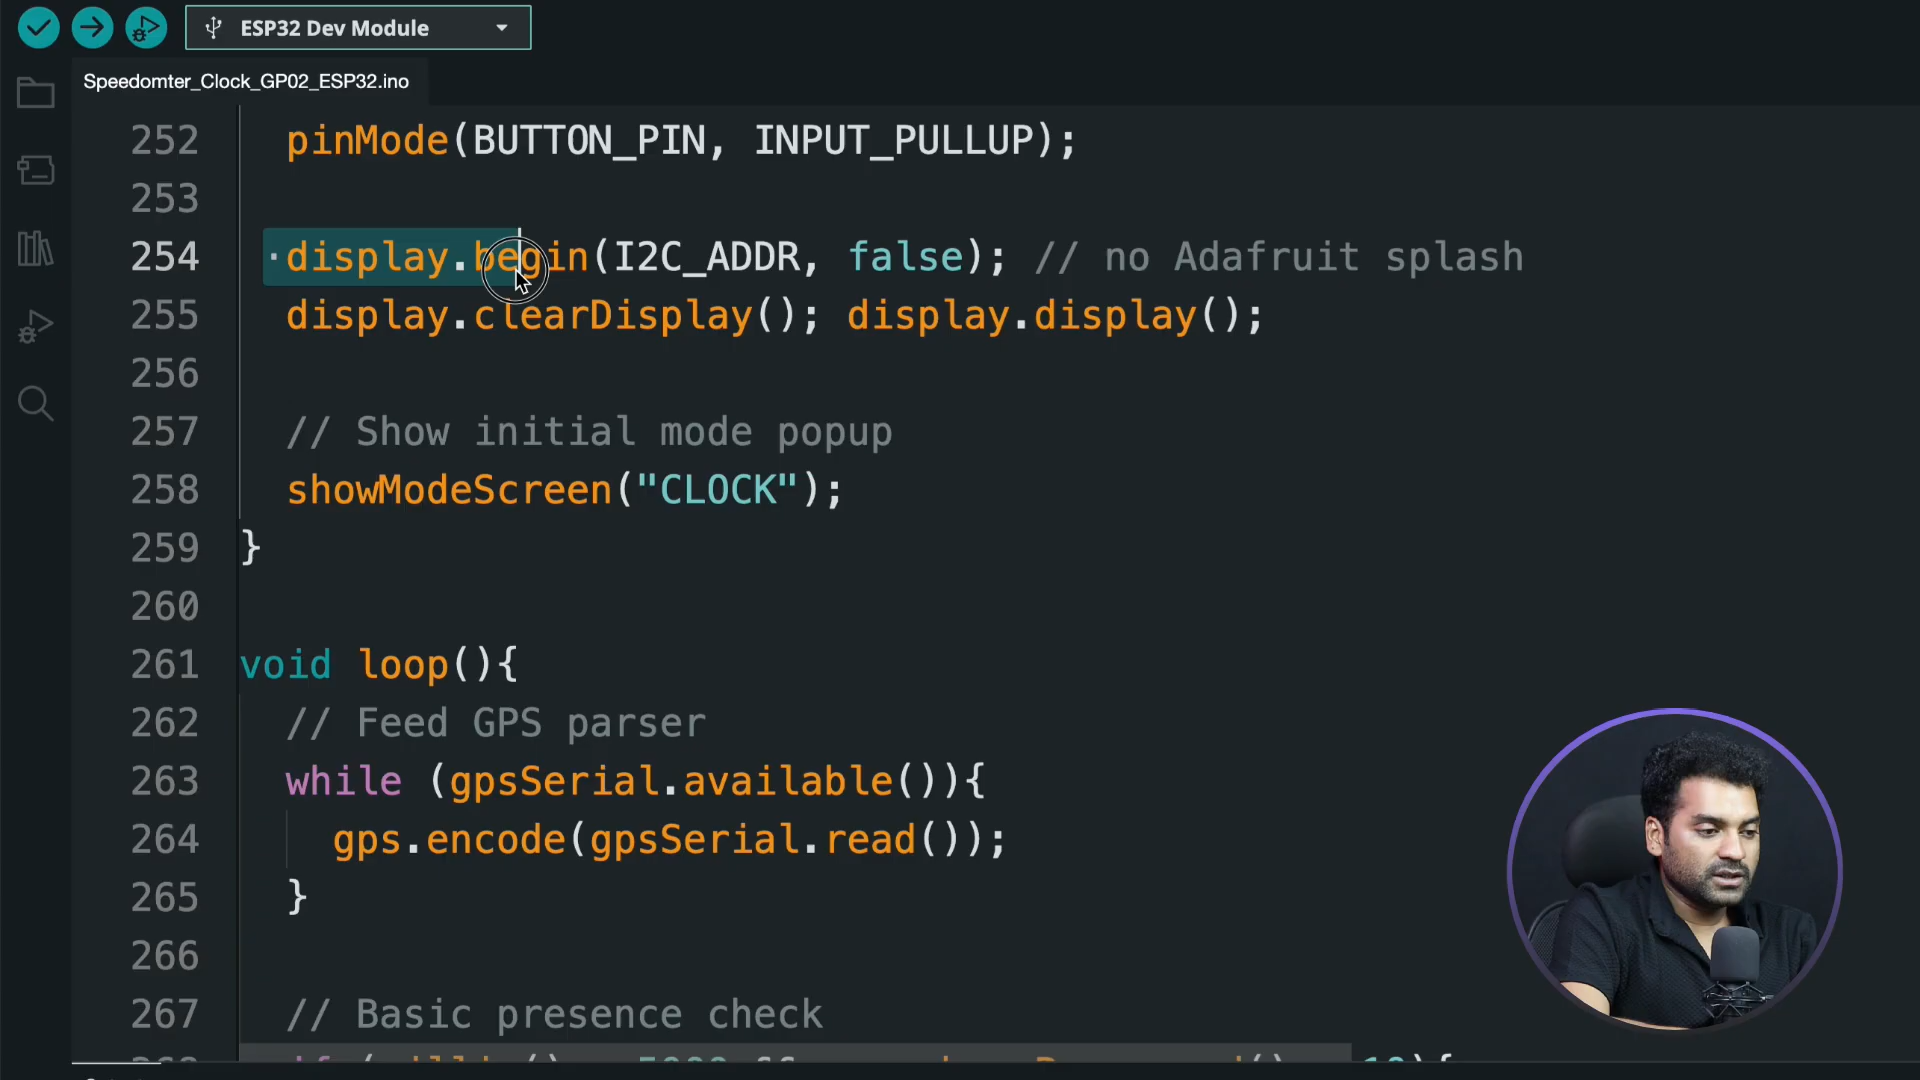 ESP32 Dev Module
Speedomter_Clock_GP02_ESP32.ino
252 pinMode(BUTTON_PIN, INPUT_PULLUP);
253
254 display.begin(I2C_ADDR, false); // no Adafruit splash
255 display.clearDisplay(); display.display();
256
257 // Show initial mode popup
258 showModeScreen("CLOCK");
259 }
260
261 void loop(){
262 // Feed GPS parser
263 while (gpsSerial.available()){
264 gps.encode(gpsSerial.read());
265 }
266
267 // Basic presence check